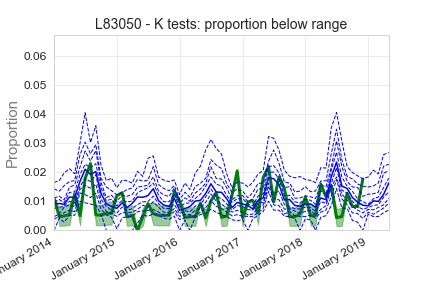 L83050 - K tests: proportion below range
Proportion
0.06
0.05
0.04
0.03
0.02
0.01
0.00
nuary 2014
January 2015
January 2016
January 2017
January 2018
January 2019